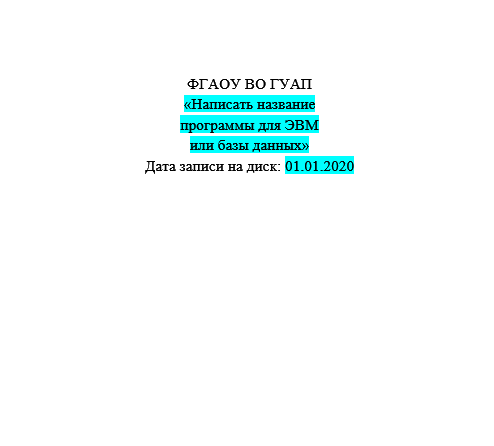 ФГАОУ ВО ГУАП
«Написать название
программы для ЭВМ
или базы данных»
Дата записи на диск: 01.01.2020